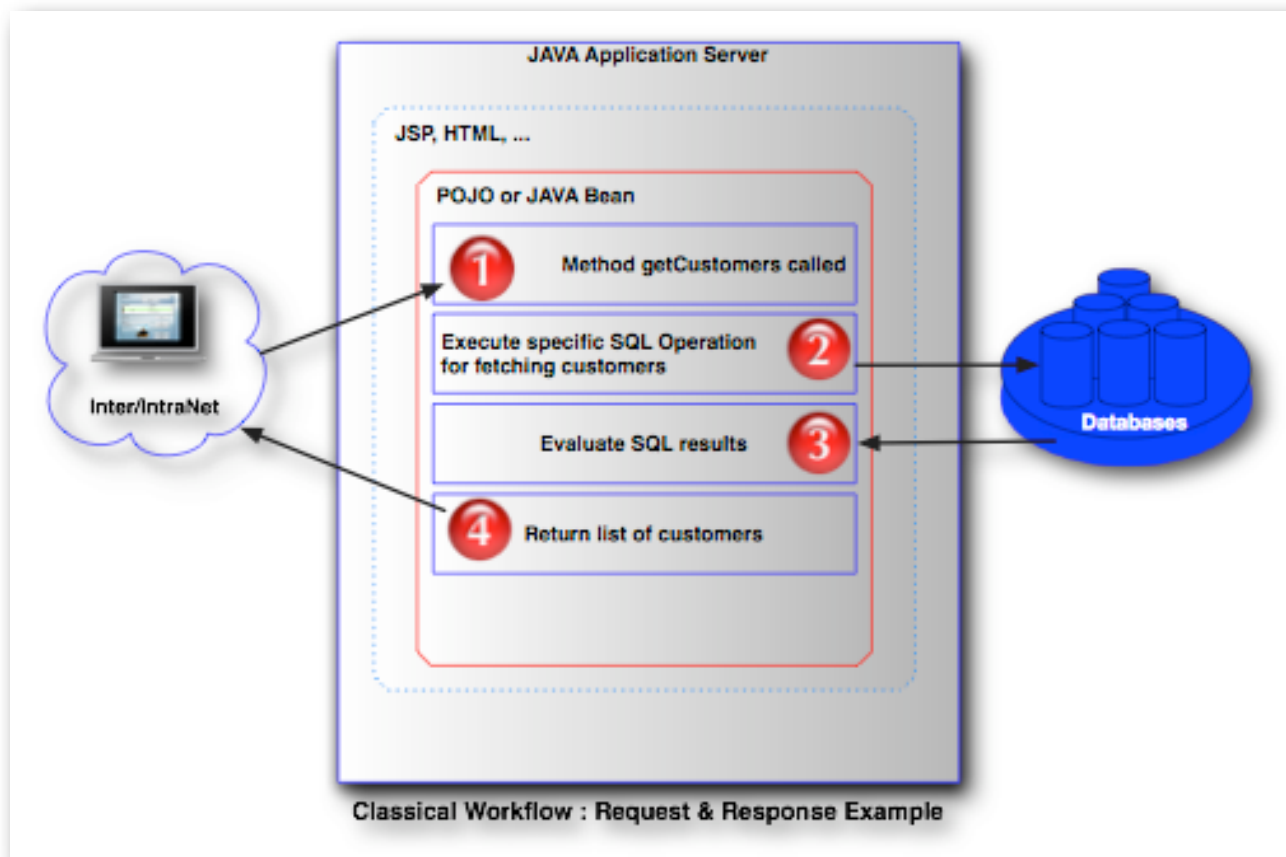 JAVA Application Server
JSP, HTML, ...
POJO or JAVA Bean
1
Method getCustomers called
Execute specific SQL Operation
for fetching customers
2
Inter/IntraNet
Databases
Evaluate SQL results
3
4
Return list of customers
Classical Workflow : Request & Response Example